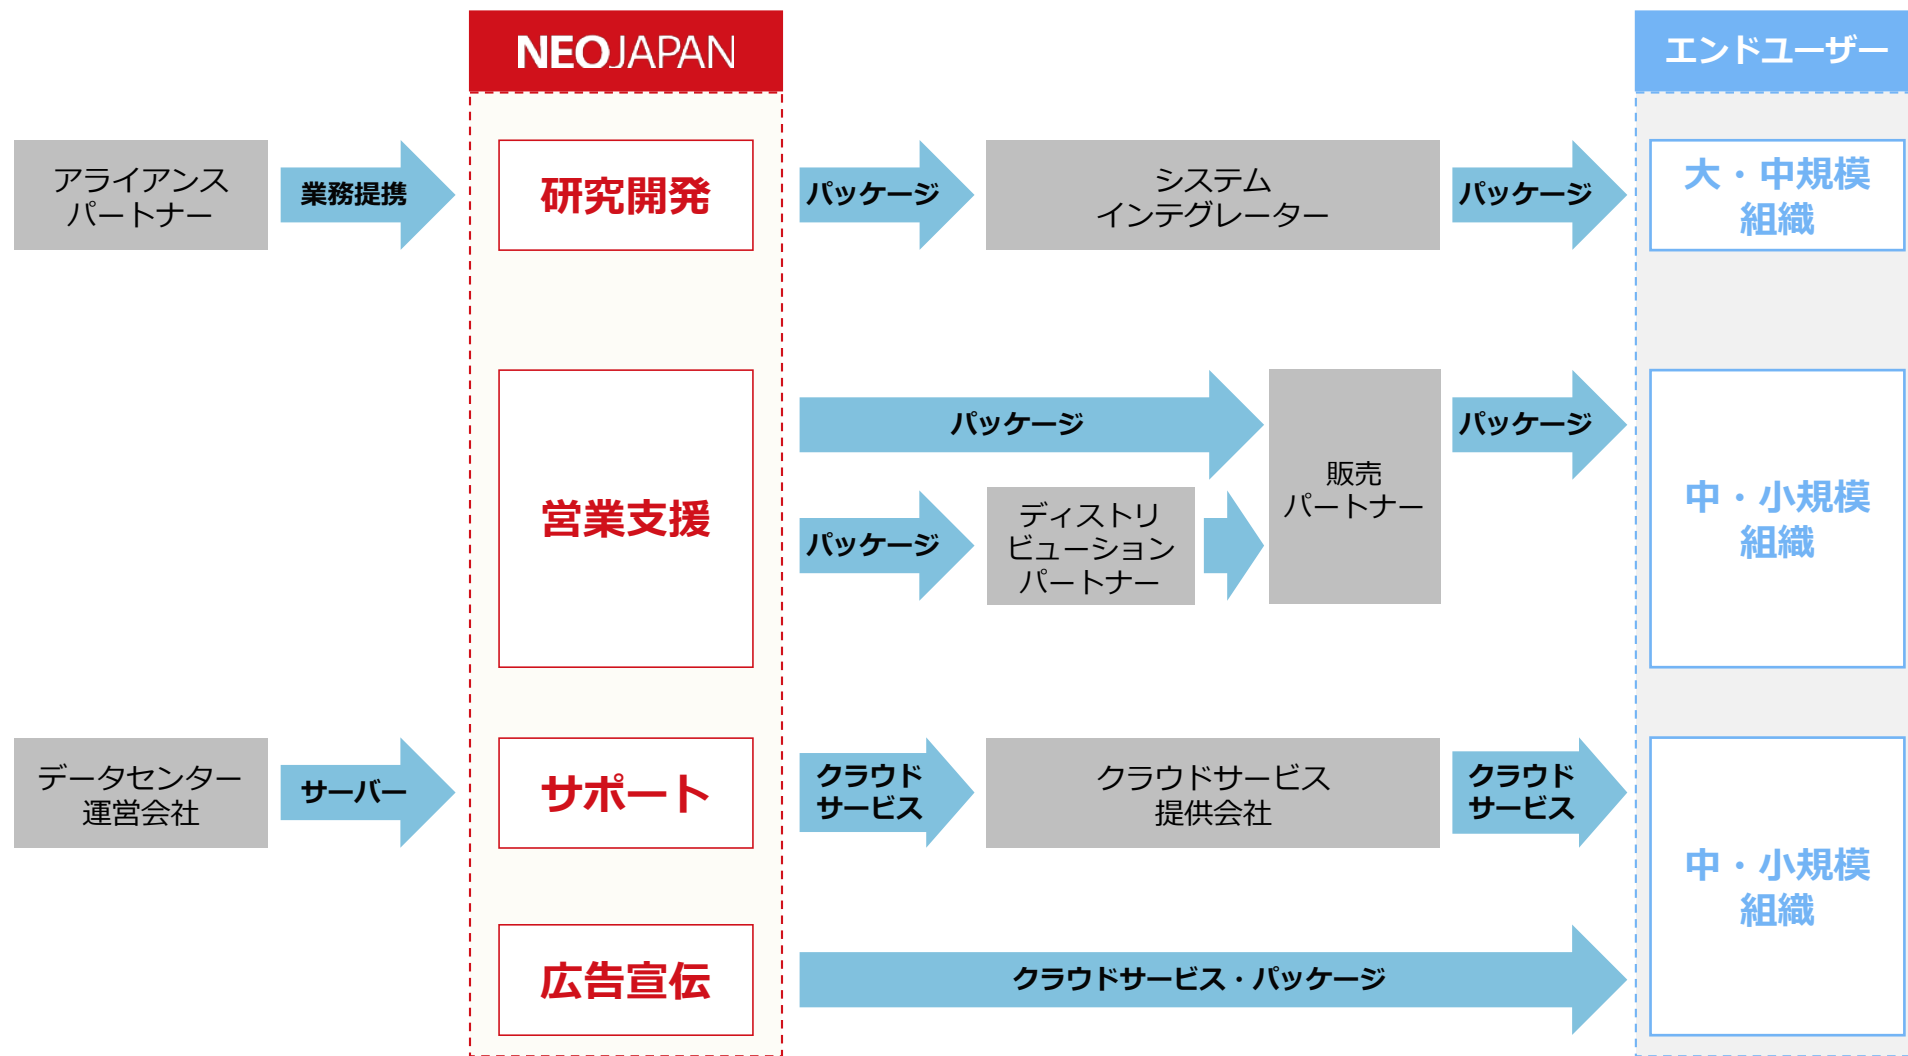 NEOJAPAN
エンドユーザー
アライアンス
パートナー
業務提携
研究開発
パッケージ
システム
インテグレーター
パッケージ
大・中規模
組織
営業支援
パッケージ
パッケージ
ディストリ
ビューション
パートナー
販売
パートナー
パッケージ
中・小規模
組織
データセンター
運営会社
サーバー
サポート
クラウド
サービス
クラウドサービス
提供会社
クラウド
サービス
中・小規模
組織
広告宣伝
クラウドサービス・パッケージ